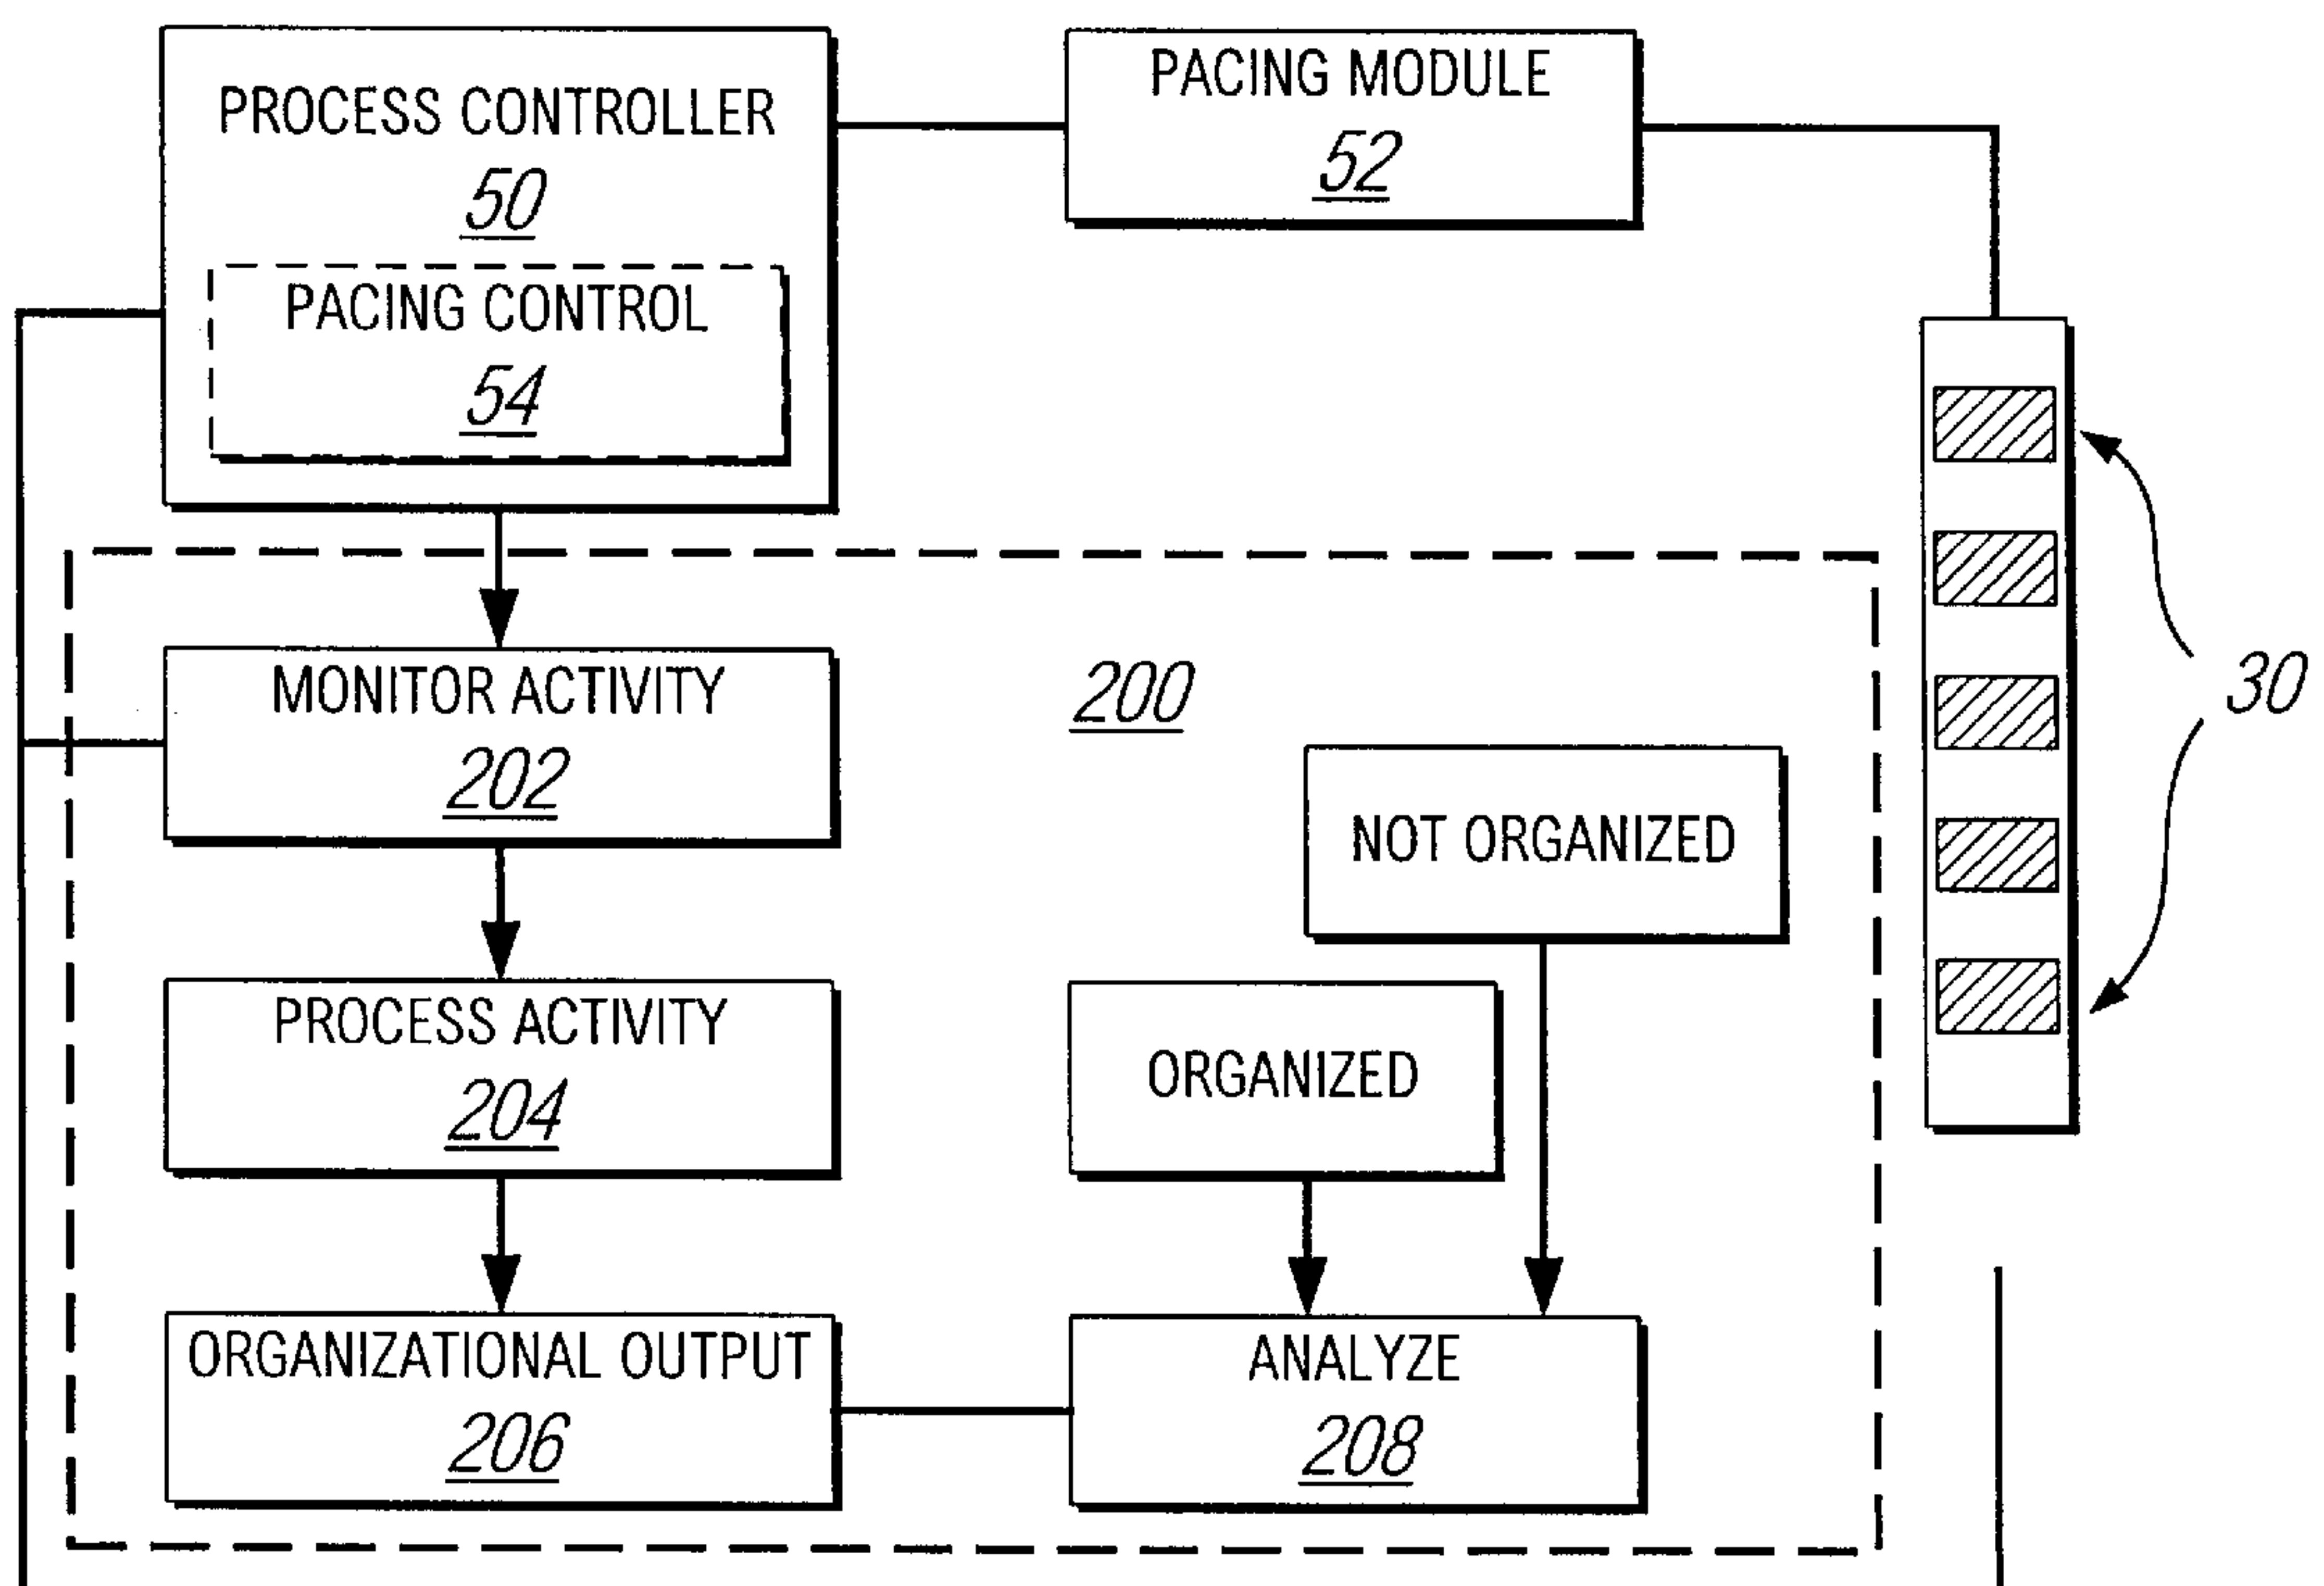 PROCESS CONTROLLER
50
PACING CONTROL
54
PACING MODULE
52
30
200
MONITOR ACTIVITY
202
NOT ORGANIZED
PROCESS ACTIVITY
204
ORGANIZED
ORGANIZATIONAL OUTPUT
206
ANALYZE
208